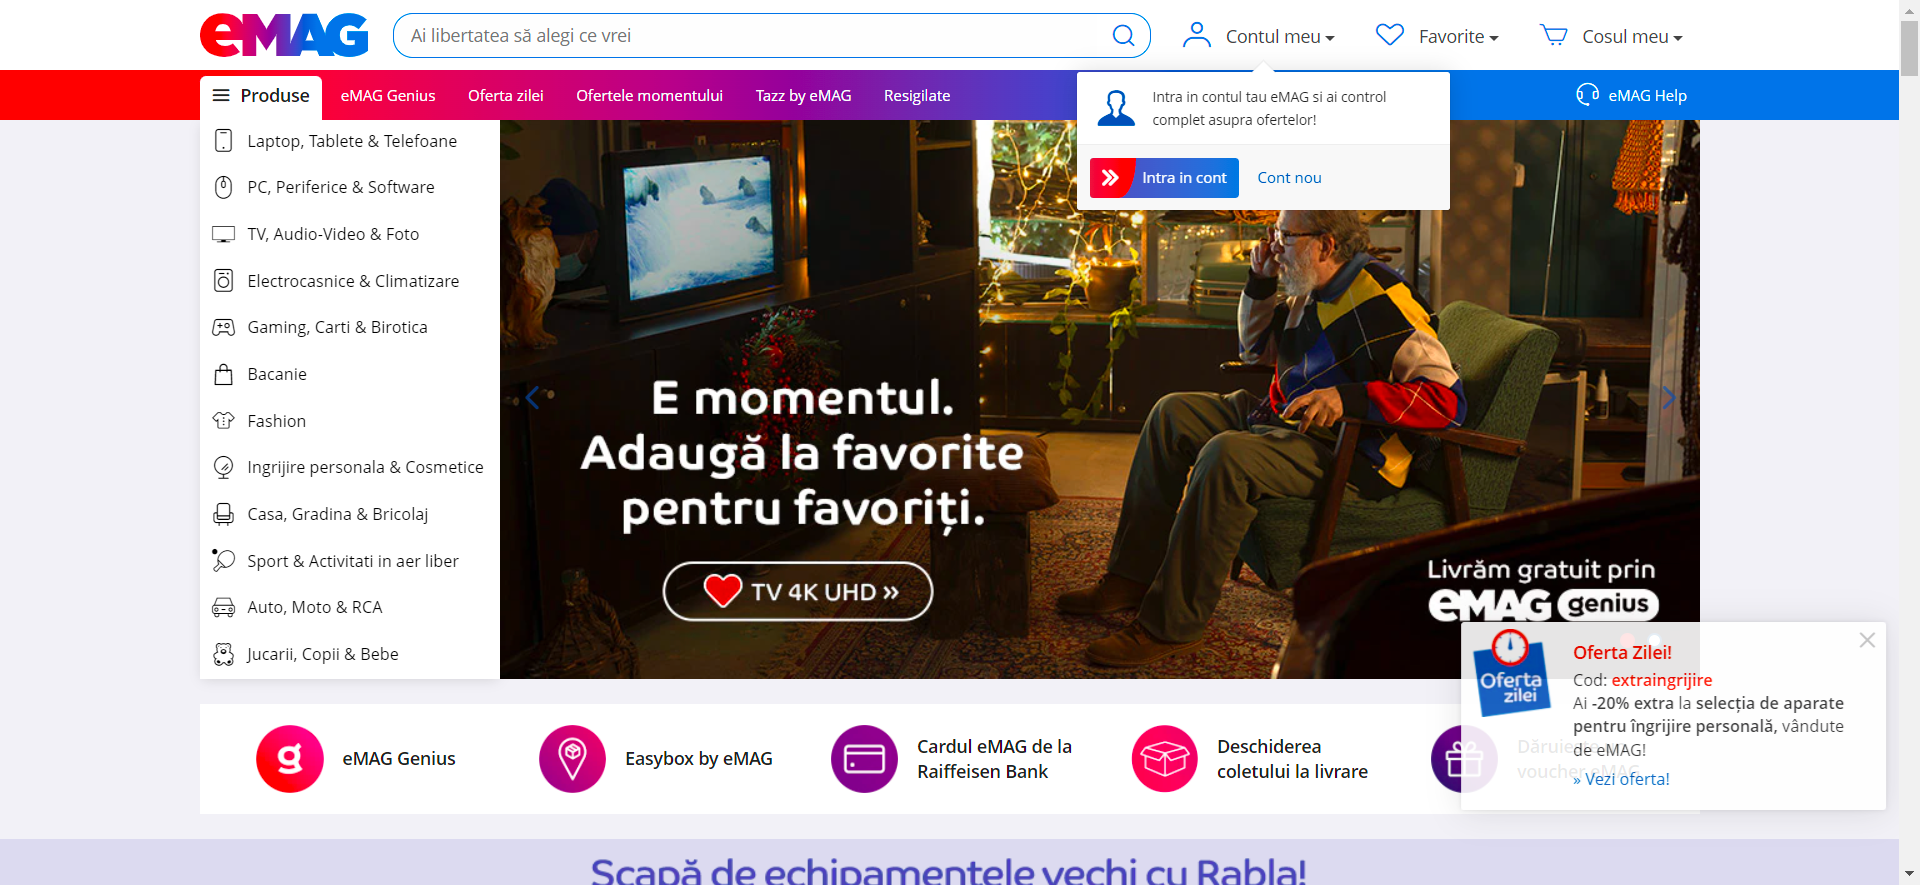 eMAG
Ai libertatea să alegi ce vrei
Contul meu
Favorite
Cosul meu
Produse
eMAG Genius
Oferta zilei
Ofertele momentului
Tazz by eMAG
Resigilate
eMAG Help
Intra in contul tau eMAG si ai control
complet asupra ofertelor!
Intra in cont
Cont nou
Laptop, Tablete & Telefoane
PC, Periferice & Software
TV, Audio-Video & Foto
Electrocasnice & Climatizare
Gaming, Carti & Birotica
Bacanie
Fashion
Ingrijire personala & Cosmetice
Casa, Gradina & Bricolaj
Sport & Activitati in aer liber
Auto, Moto & RCA
Jucarii, Copii & Bebe
E momentul.
Adaugă la favorite
pentru favoriți.
TV 4K UHD »
Livrăm gratuit prin
eMAG genius
Oferta
zilei
Oferta Zilei!
Cod: extraingrijire
Ai -20% extra la selecția de aparate
pentru îngrijire personală, vândute
de eMAG!
» Vezi oferta!
g
eMAG Genius
Easybox by eMAG
Cardul eMAG de la
Raiffeisen Bank
Deschiderea
coletului la livrare
voucher eMAG
Scapă de echipamentele vechi cu Rabla!